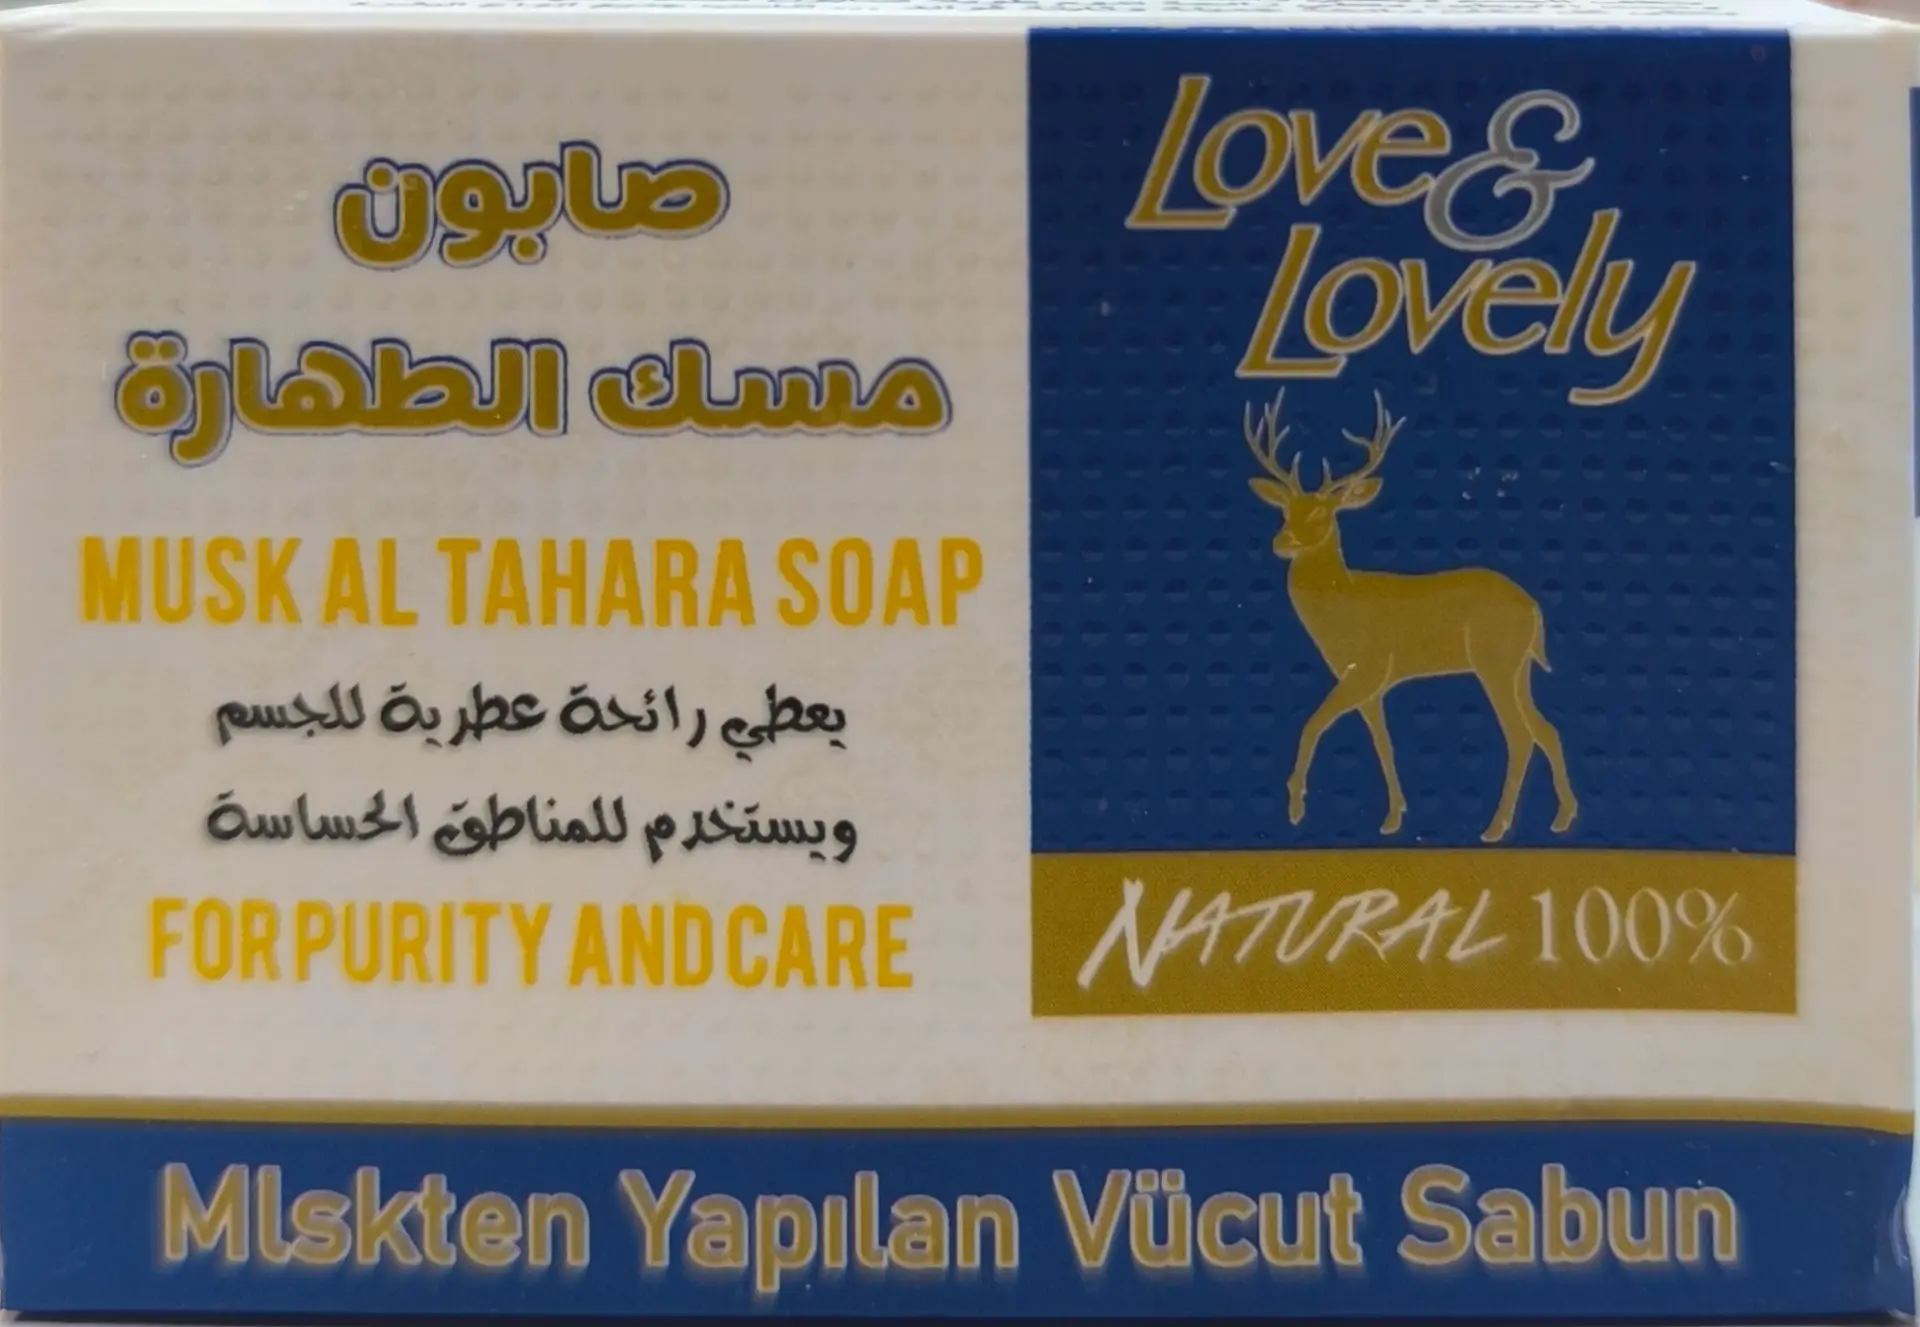 صابون
مسك الطهارة
MUSK AL TAHARA SOAP
يعطي رائحة عطرية للجسم
ويستخدم للمناطق الحساسة
FOR PURITY AND CARE
Love &
Lovely
NATURAL 100%
MIskten Yapılan Vücut Sabun